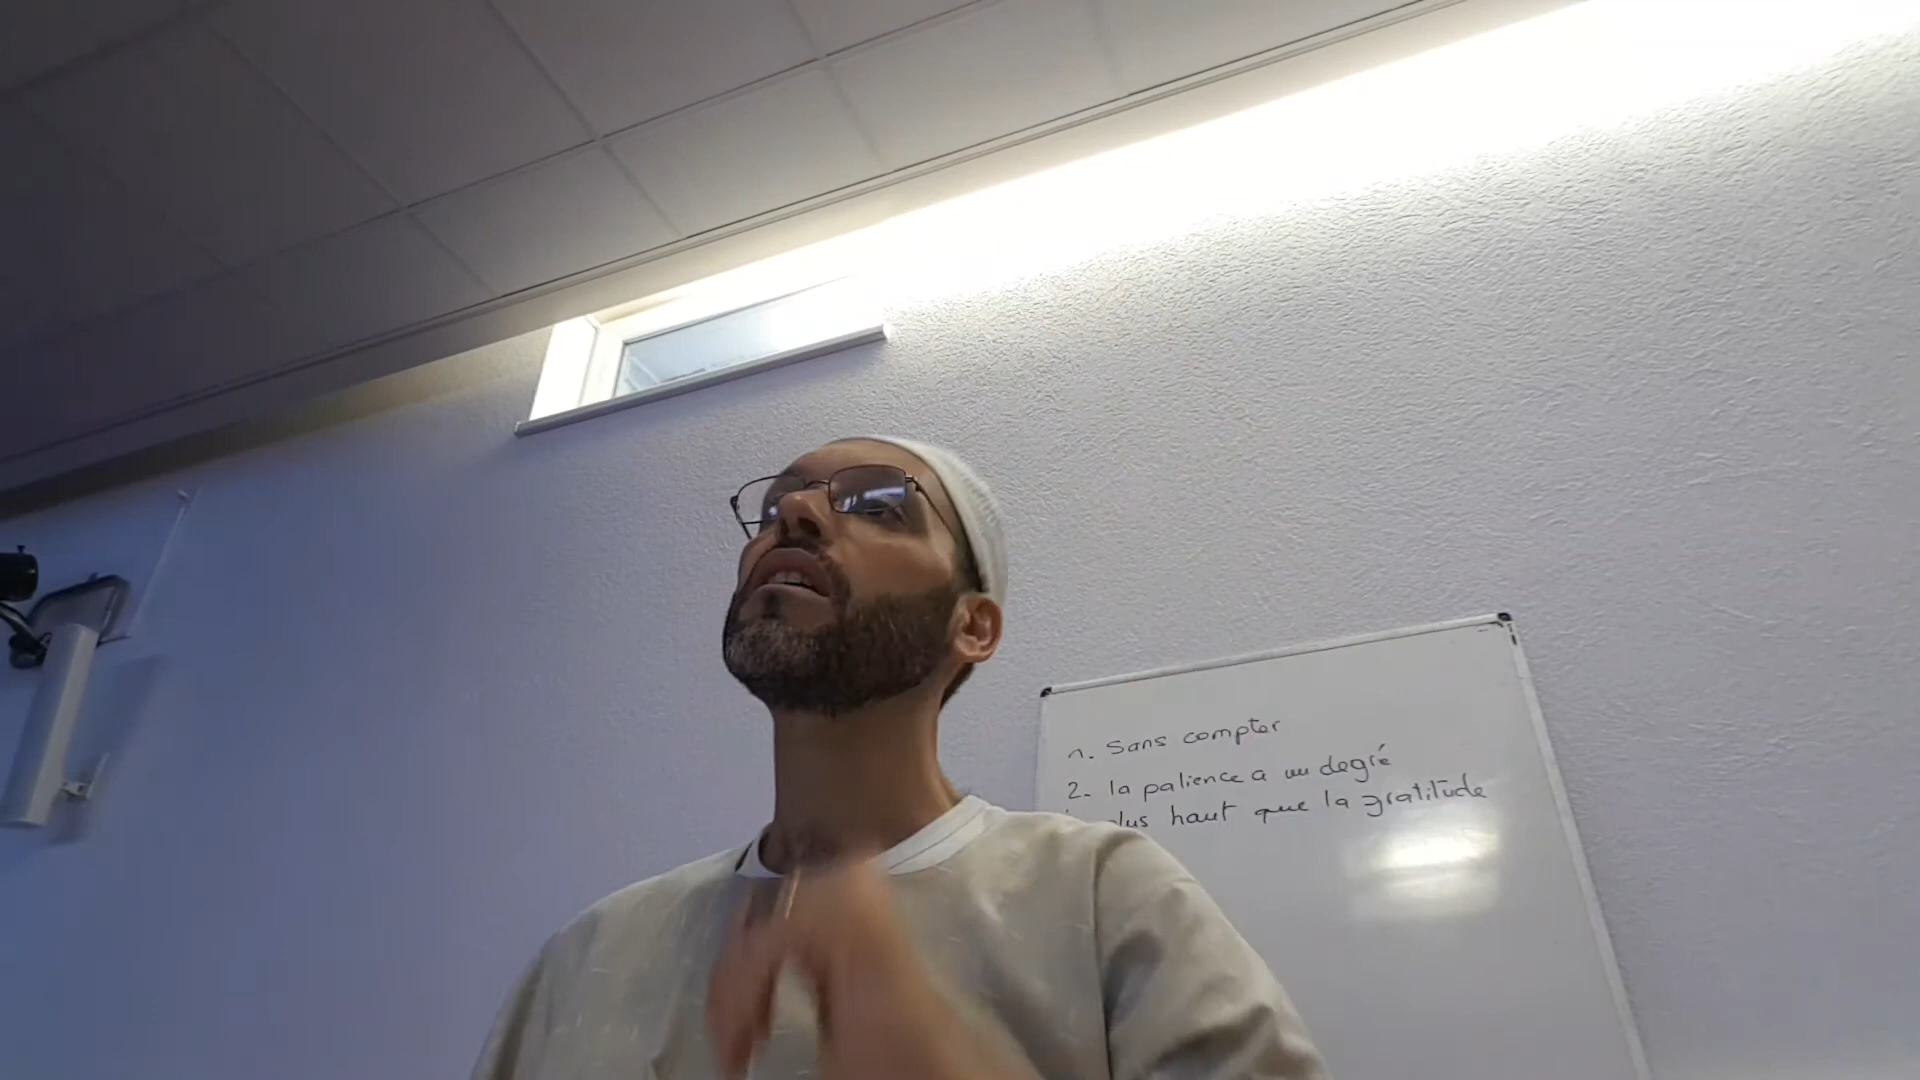 1. Sans compter
2. la patience a un degré
plus haut que la gratitude